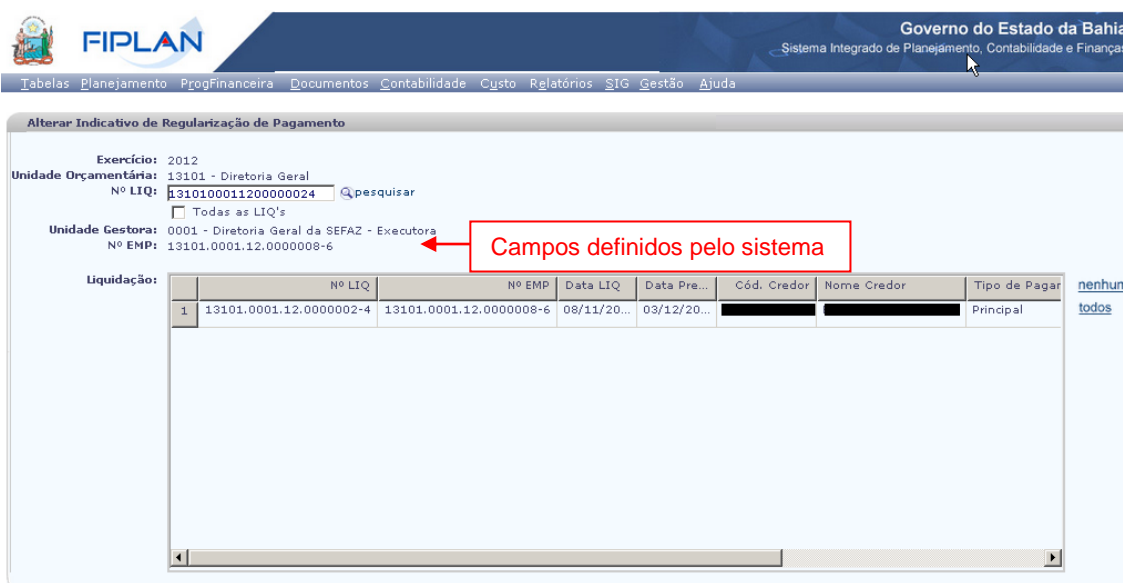 FIPLAN
Governo do Estado da Bahia
Sistema Integrado de Planejamento, Contabilidade e Finanças
Tabelas Planejamento ProgFinanceira Documentos Contabilidade Custo Relatórios SIG Gestão Ajuda
Alterar Indicativo de Regularização de Pagamento
Exercício: 2012
Unidade Orçamentária: 13101 - Diretoria Geral
Nº LIQ: 1310100011200000024 pesquisar
Todas as LIQ's
Unidade Gestora: 0001 - Diretoria Geral da SEFAZ - Executora
Nº EMP: 13101.0001.12.0000008-6
Campos definidos pelo sistema
Liquidação:
Nº LIQ Nº EMP Data LIQ Data Pre... Cód. Credor Nome Credor Tipo de Pagar
1 13101.0001.12.0000002-4 13101.0001.12.0000008-6 08/11/20... 03/12/20... Principal
nenhum
todos